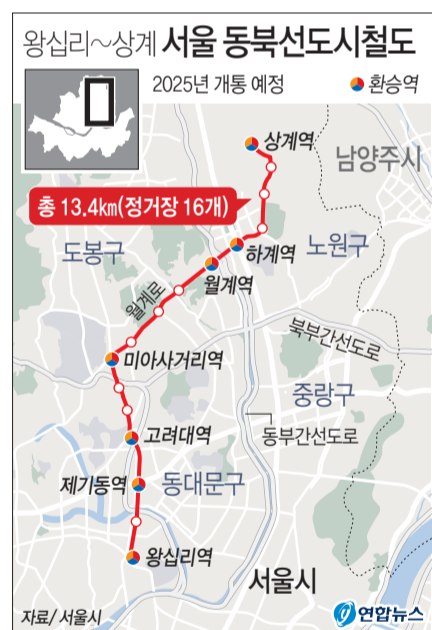 왕십리~상계 서울 동북선도시철도
2025년 개통 예정
환승역
상계역
남양주시
총 13.4㎞(정거장 16개)
도봉구
하계역
노원구
월계역
월계로
북부간선도로
미아사거리역
중랑구
고려대역
동부간선도로
제기동역
동대문구
왕십리역
서울시
자료/ 서울시
연합뉴스